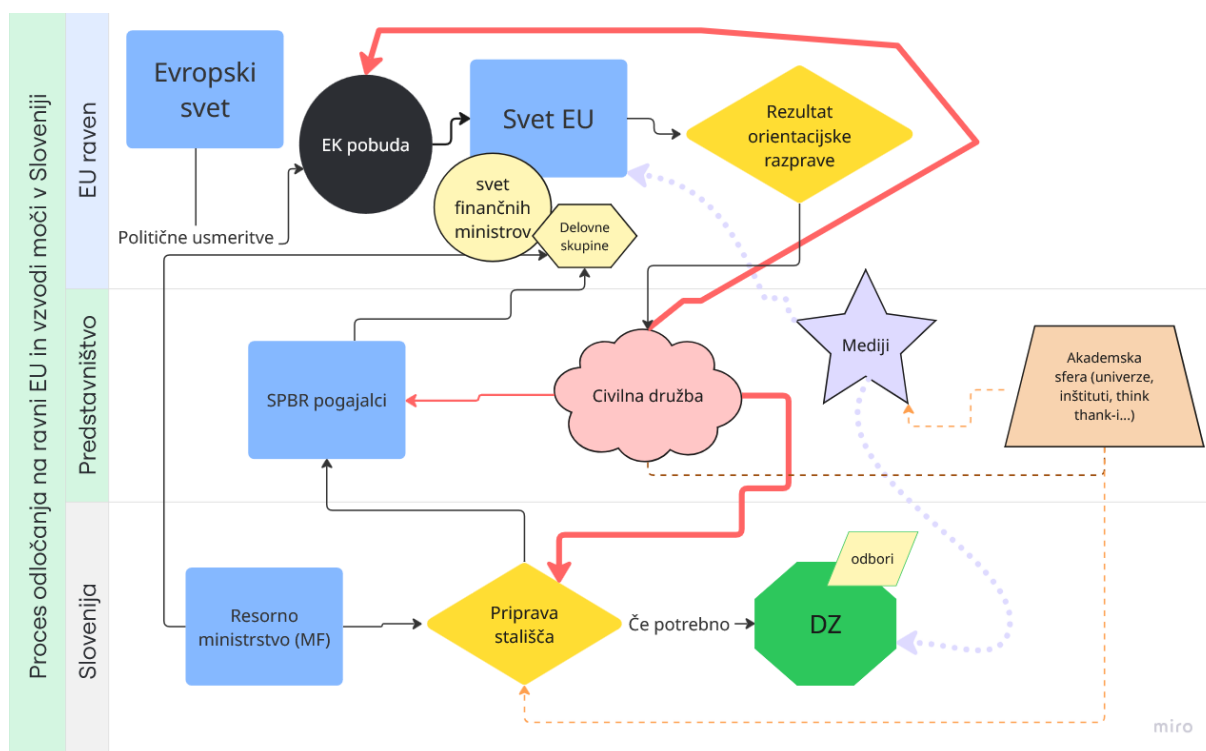 Proces odločanja na ravni EU in vzvodi moči v Sloveniji
EU raven
Evropski
svet
EK pobuda
Svet EU
Rezultat
orientacijske
razprave
svet
finančnih
ministrov
Delovne
skupine
Politične usmeritve
Predstavništvo
SPBR pogajalci
Civilna družba
Mediji
Akademska
sfera (univerze,
inštituti, think
thank-i...)
Slovenija
Resorno
ministrstvo (MF)
Priprava
stališča
Če potrebno
odbori
DZ
miro